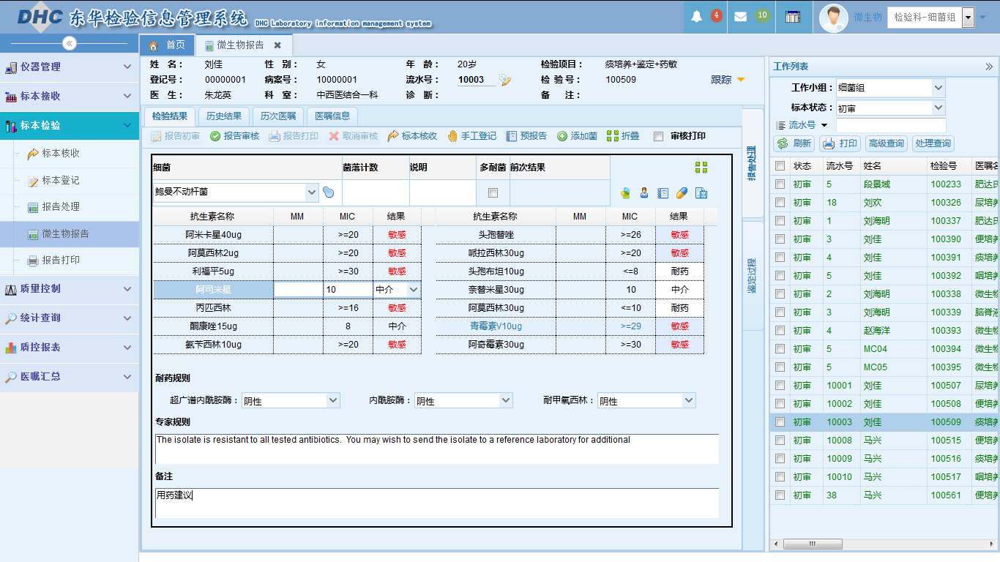 DHC 东华检验信息管理系统 DHC Laboratory information management system
4
10
微生物
检验科-细菌组
首页
微生物报告
仪器管理
标本接收
标本检验
标本核收
标本登记
报告处理
微生物报告
报告打印
质量控制
统计查询
质控报表
医嘱汇总
姓 名： 刘佳 性 别： 女 年 龄： 20岁 检验项目： 痰培养+鉴定+药敏
登记号： 00000001 病案号： 10000001 流水号： 10003 检 验 号： 100509 跟踪
医 生： 朱龙英 科 室： 中西医结合一科 诊 断： 备 注：
检验结果 历史结果 历次医嘱 医嘱信息
报告初审 报告审核 报告打印 取消审核 标本核收 手工登记 预报告 添加菌 折叠 审核打印
细菌 菌落计数 说明 多耐菌 前次结果
鲍曼不动杆菌
抗生素名称 MM MIC 结果 抗生素名称 MM MIC 结果
阿米卡星40ug >=20 敏感 头孢替唑 >=26 敏感
阿莫西林2ug >=20 敏感 哌拉西林30ug >=20 敏感
利福平5ug >=30 敏感 头孢布坦10ug <=8 耐药
阿司米星 10 中介 奈替米星30ug 10 中介
丙匹西林 >=16 敏感 阿莫西林30ug <=10 耐药
酮康唑15ug 8 中介 青霉素V10ug >=29 敏感
氨苄西林10ug >=20 敏感 阿奇霉素30ug >=30 敏感
耐药规则
超广谱内酰胺酶： 阴性 内酰胺酶： 阴性 耐甲氧西林： 阴性
专家规则
The isolate is resistant to all tested antibiotics.  You may wish to send the isolate to a reference laboratory for additional
备注
用药建议
报告处理
鉴定过程
工作列表
工作小组： 细菌组
标本状态： 初审
流水号
刷新 打印 高级查询 处理查询
状态 流水号 姓名 检验号 医嘱名
初审 5 段景域 100233 肥达氏
初审 18 刘欢 100326 尿培养
初审 1 刘海明 100337 肥达氏
初审 3 刘佳 100390 便培养
初审 4 刘佳 100391 痰培养
初审 5 刘佳 100392 咽培养
初审 2 刘海明 100338 微生物
初审 3 刘海明 100339 脑脊液
初审 4 赵海洋 100393 微生物
初审 5 MC04 100394 微生物
初审 5 MC05 100395 微生物
初审 10001 刘佳 100507 尿培养
初审 10002 刘佳 100508 便培养
初审 10003 刘佳 100509 痰培养
初审 10008 马兴 100515 便培养
初审 10009 马兴 100516 痰培养
初审 10010 马兴 100517 咽培养
初审 38 马兴 100561 便培养